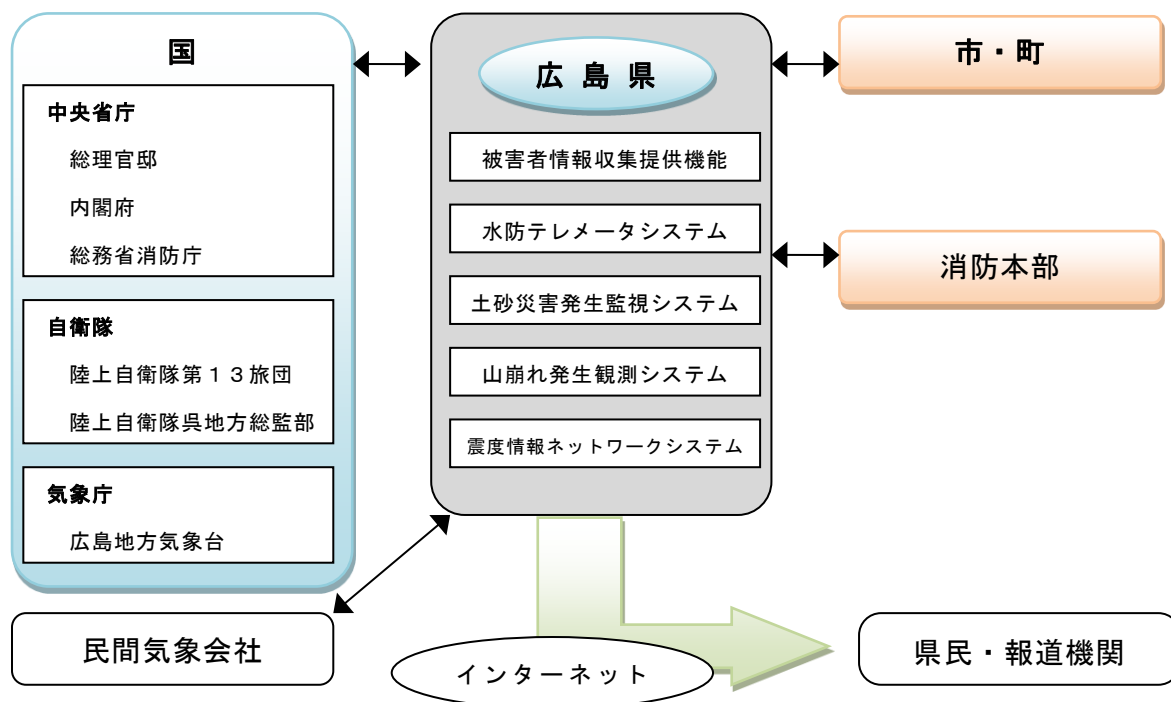 国
中央省庁
総理官邸
内閣府
総務省消防庁
自衛隊
陸上自衛隊第１３旅団
陸上自衛隊呉地方総監部
気象庁
広島地方気象台
民間気象会社
広島県
被害者情報収集提供機能
水防テレメータシステム
土砂災害発生監視システム
山崩れ発生観測システム
震度情報ネットワークシステム
インターネット
市・町
消防本部
県民・報道機関